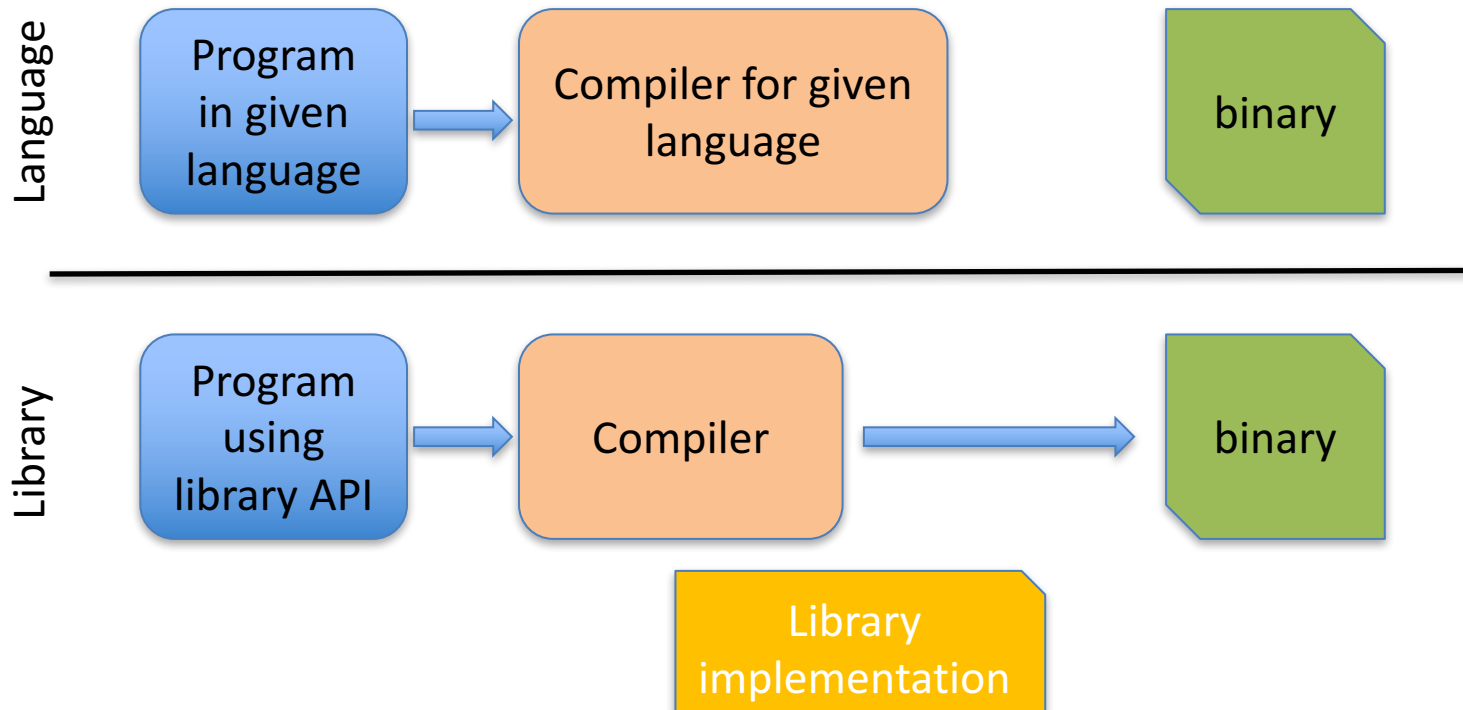 Language
Program
in given
language
Compiler for given
language
binary
Library
Program
using
library API
Compiler
binary
Library
implementation